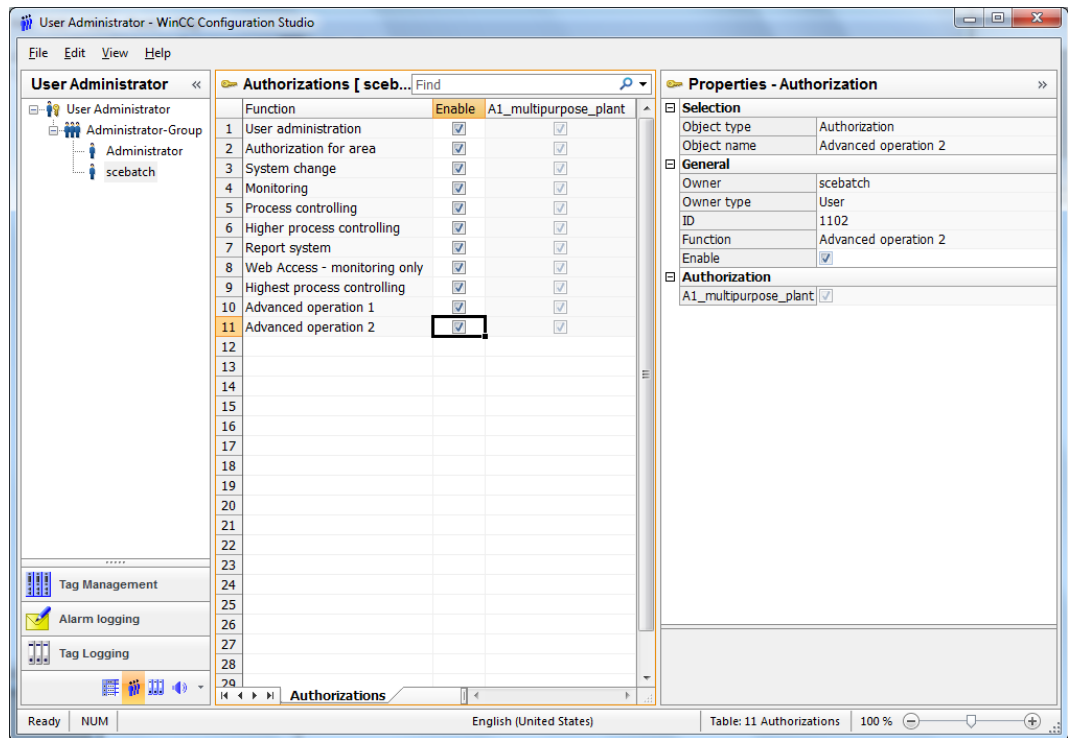 User Administrator - WinCC Configuration Studio
File Edit View Help
User Administrator «
User Administrator
Administrator-Group
Administrator
scebatch
Tag Management
Alarm logging
Tag Logging
Authorizations [ sceb... Find
Function Enable A1_multipurpose_plant
1 User administration
2 Authorization for area
3 System change
4 Monitoring
5 Process controlling
6 Higher process controlling
7 Report system
8 Web Access - monitoring only
9 Highest process controlling
10 Advanced operation 1
11 Advanced operation 2
12
13
14
15
16
17
18
19
20
21
22
23
24
25
26
27
28
29
Authorizations
Properties - Authorization »
Selection
Object type Authorization
Object name Advanced operation 2
General
Owner scebatch
Owner type User
ID 1102
Function Advanced operation 2
Enable
Authorization
A1_multipurpose_plant
Ready NUM English (United States) Table: 11 Authorizations 100 %